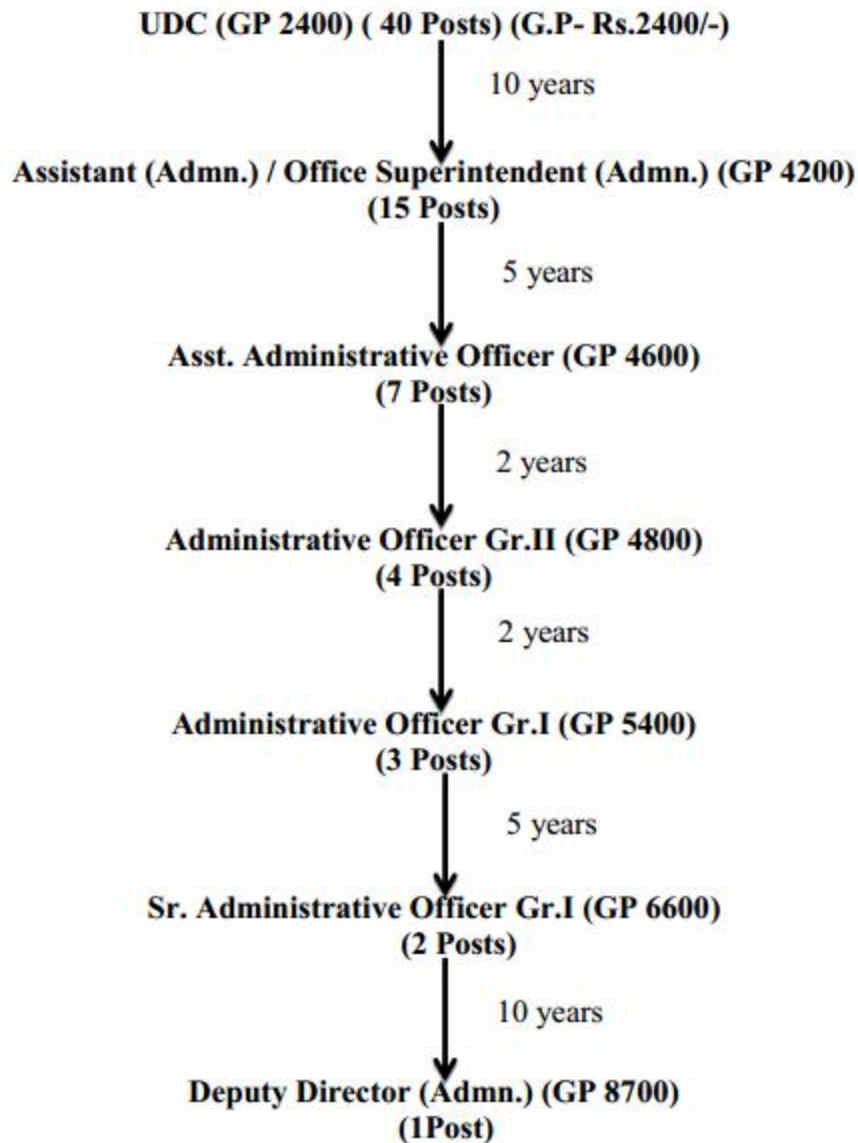 UDC (GP 2400) ( 40 Posts) (G.P- Rs.2400/-)
10 years
Assistant (Admn.) / Office Superintendent (Admn.) (GP 4200)
(15 Posts)
5 years
Asst. Administrative Officer (GP 4600)
(7 Posts)
2 years
Administrative Officer Gr.II (GP 4800)
(4 Posts)
2 years
Administrative Officer Gr.I (GP 5400)
(3 Posts)
5 years
Sr. Administrative Officer Gr.I (GP 6600)
(2 Posts)
10 years
Deputy Director (Admn.) (GP 8700)
(1Post)